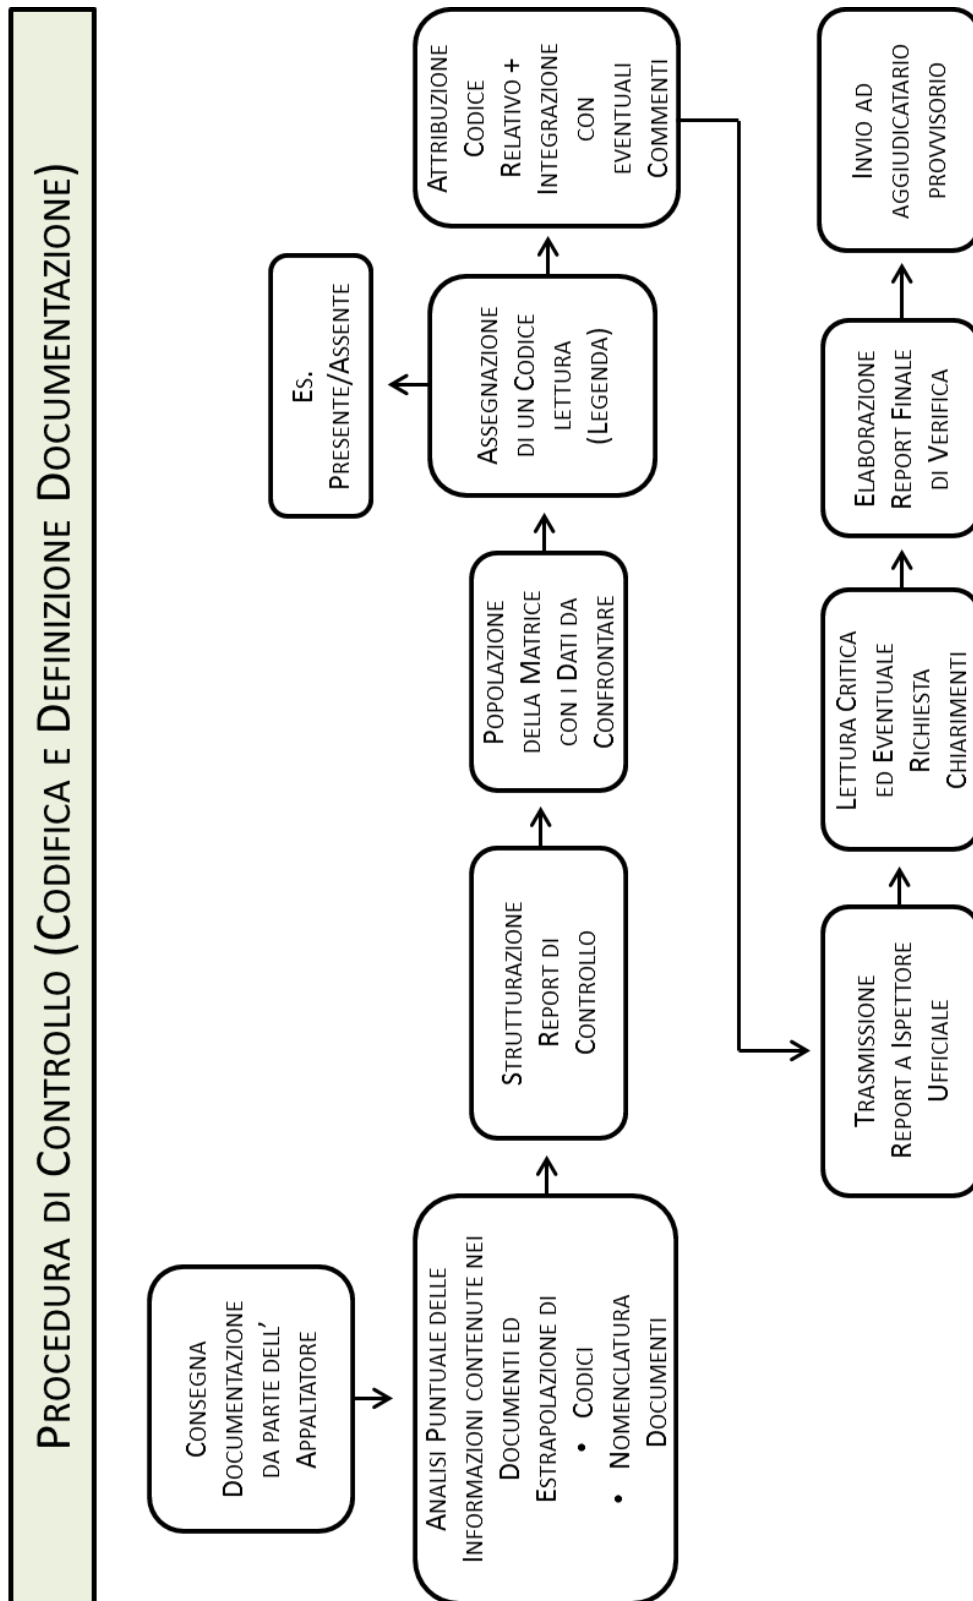 PROCEDURA DI CONTROLLO (CODIFICA E DEFINIZIONE DOCUMENTAZIONE)
CONSEGNA
DOCUMENTAZIONE
DA PARTE DELL'
APPALTATORE
ANALISI PUNTUALE DELLE
INFORMAZIONI CONTENUTE NEI
DOCUMENTI ED
ESTRAPOLAZIONE DI
• CODICI
• NOMENCLATURA
DOCUMENTI
STRUTTURAZIONE
REPORT DI
CONTROLLO
POPOLAZIONE
DELLA MATRICE
CON I DATI DA
CONFRONTARE
ASSEGNAZIONE
DI UN CODICE
LETTURA
(LEGENDA)
ES.
PRESENTE/ASSENTE
ATTRIBUZIONE
CODICE
RELATIVO +
INTEGRAZIONE
CON
EVENTUALI
COMMENTI
TRASMISSIONE
REPORT A ISPETTORE
UFFICIALE
LETTURA CRITICA
ED EVENTUALE
RICHIESTA
CHIARIMENTI
ELABORAZIONE
REPORT FINALE
DI VERIFICA
INVIO AD
AGGIUDICATARIO
PROVVISORIO